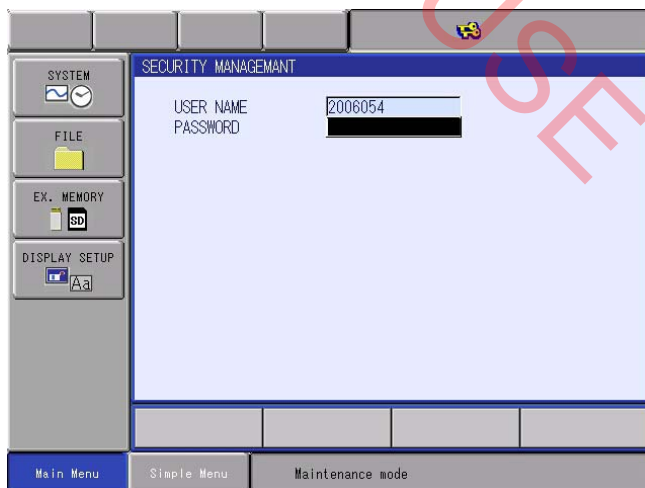 USE
SYSTEM
SECURITY MANAGEMANT
USER NAME 2006054
PASSWORD
FILE
EX. MEMORY
SD
DISPLAY SETUP
Aa
Main Menu Simple Menu Maintenance mode